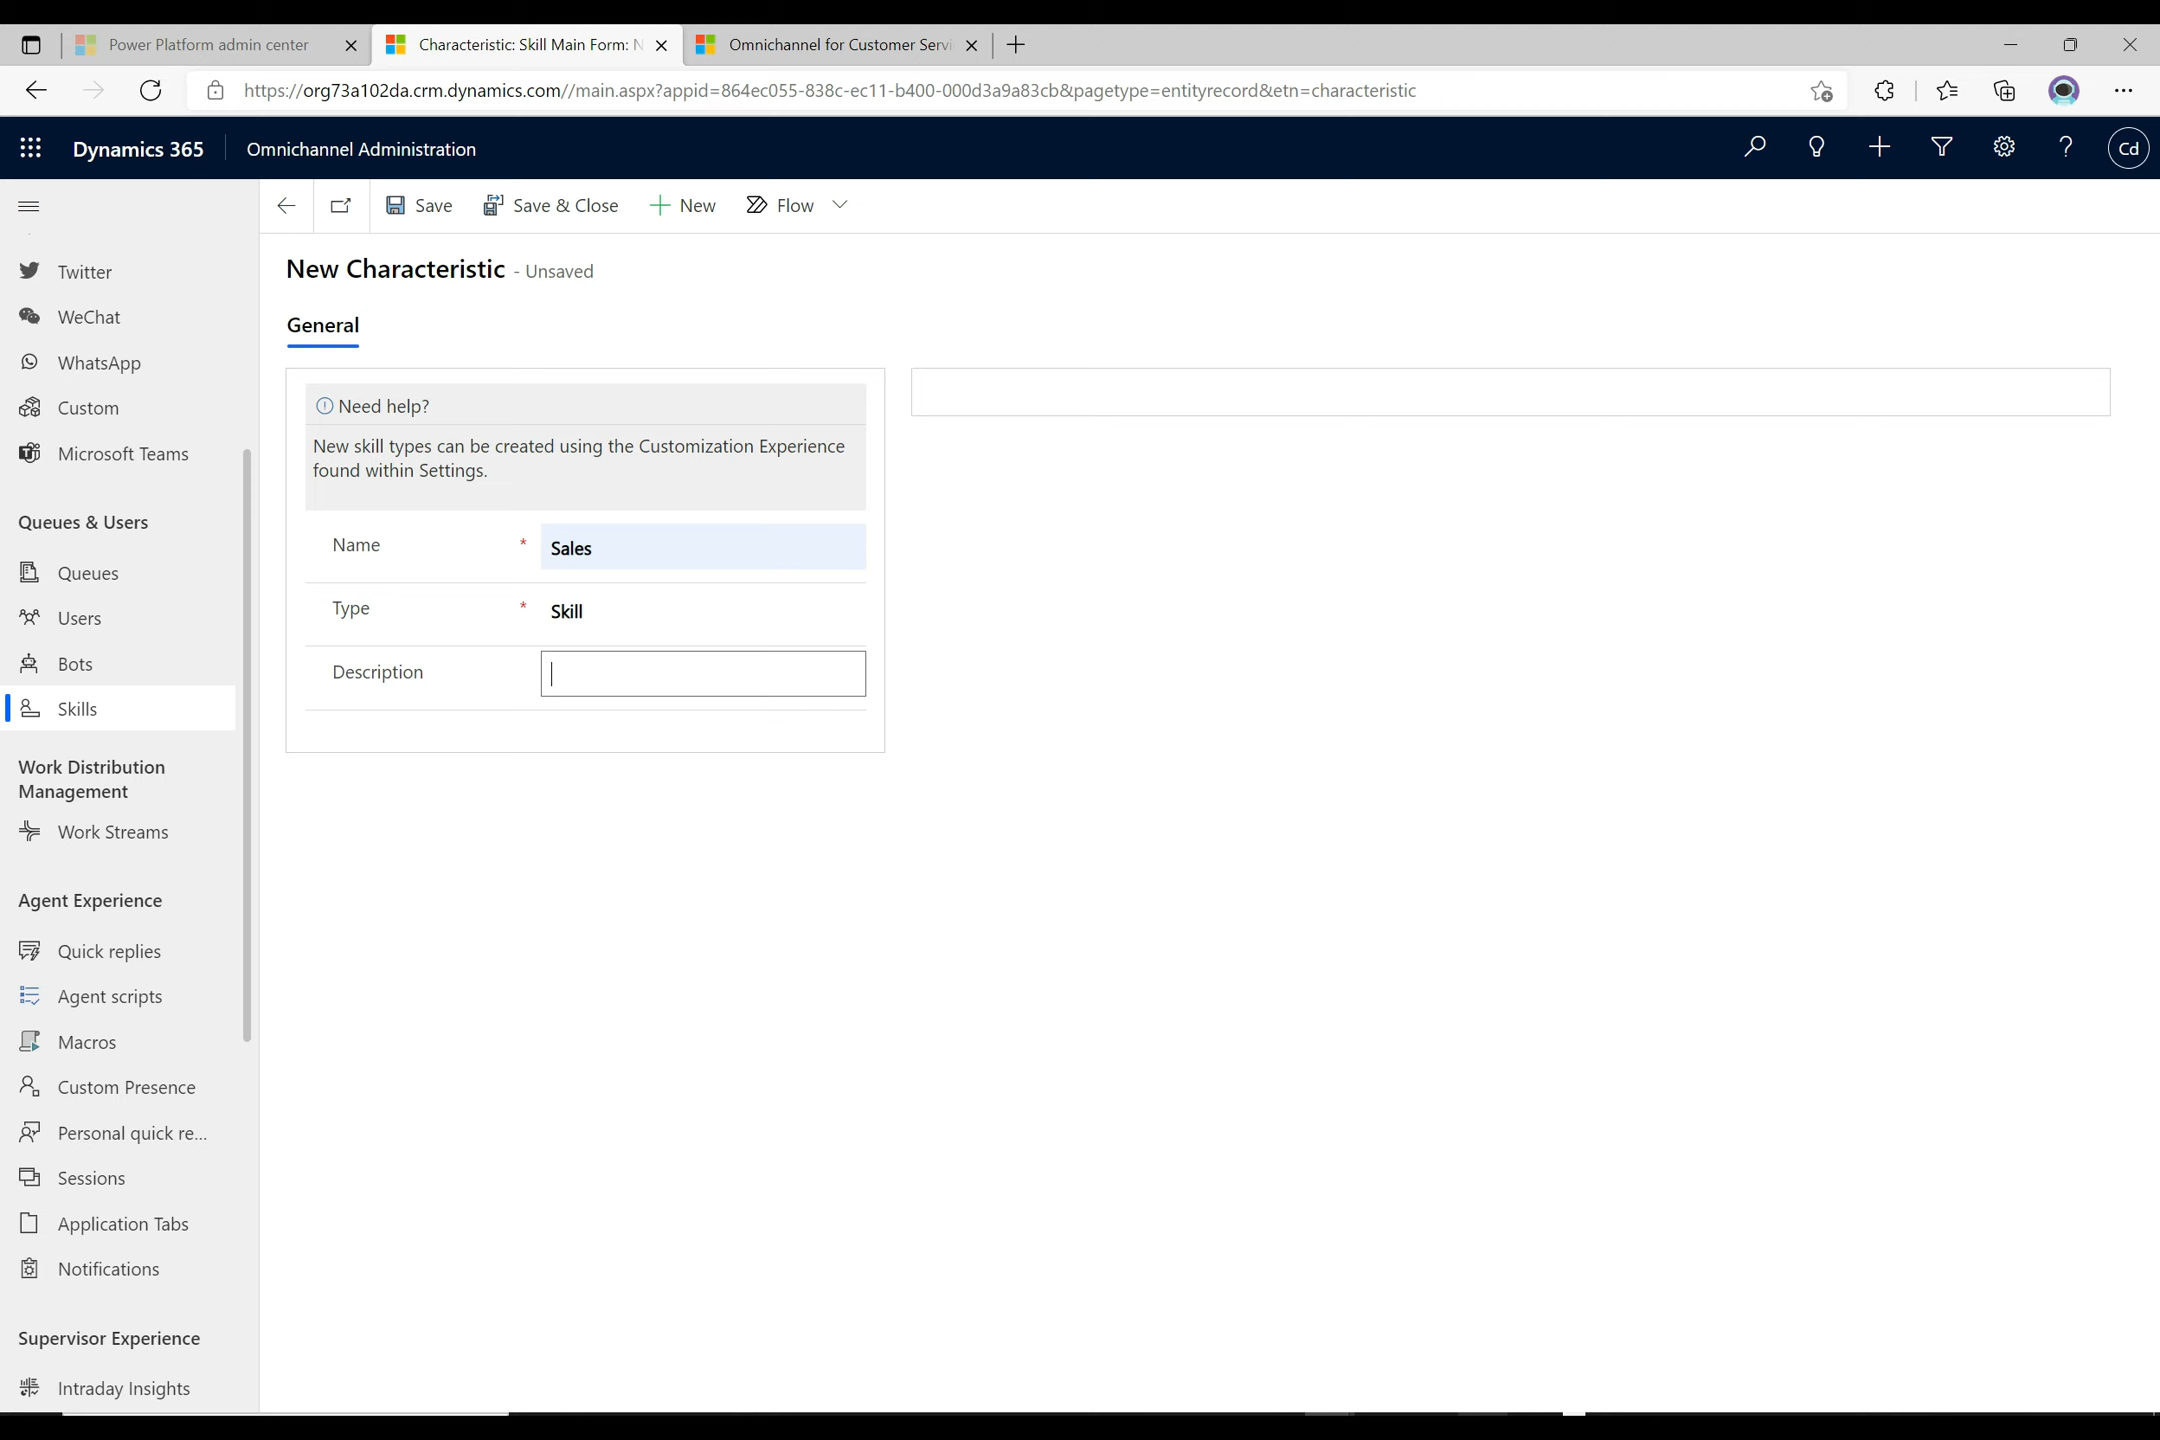 Power Platform admin center
Characteristic: Skill Main Form: N
Omnichannel for Customer Servi
https://org73a102da.crm.dynamics.com//main.aspx?appid=864ec055-838c-ec11-b400-000d3a9a83cb&pagetype=entityrecord&etn=characteristic
Dynamics 365
Omnichannel Administration
Cd
Save
Save & Close
New
Flow
New Characteristic - Unsaved
General
Need help?
New skill types can be created using the Customization Experience
found within Settings.
Name * Sales
Type * Skill
Description
Twitter
WeChat
WhatsApp
Custom
Microsoft Teams
Queues & Users
Queues
Users
Bots
Skills
Work Distribution
Management
Work Streams
Agent Experience
Quick replies
Agent scripts
Macros
Custom Presence
Personal quick re...
Sessions
Application Tabs
Notifications
Supervisor Experience
Intraday Insights